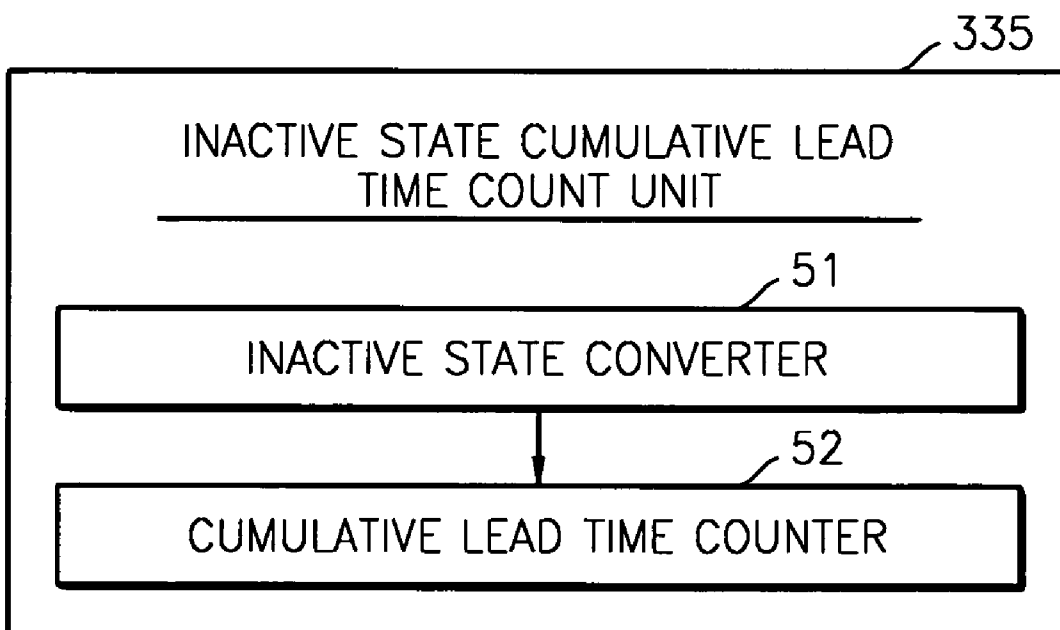 335
INACTIVE STATE CUMULATIVE LEAD
TIME COUNT UNIT
51
INACTIVE STATE CONVERTER
52
CUMULATIVE LEAD TIME COUNTER